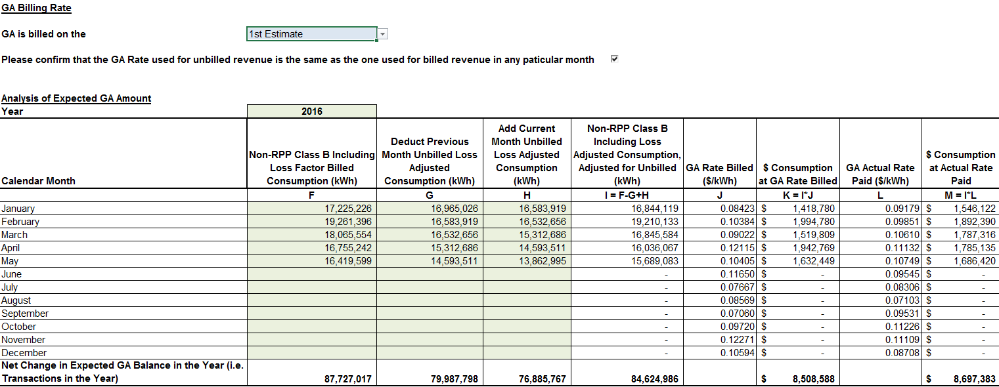 GA Billing Rate
GA is billed on the 1st Estimate
Please confirm that the GA Rate used for unbilled revenue is the same as the one used for billed revenue in any paticular month
Analysis of Expected GA Amount
Year 2016
Calendar Month | Non-RPP Class B Including Loss Factor Billed Consumption (kWh) | Deduct Previous Month Unbilled Loss Adjusted Consumption (kWh) | Add Current Month Unbilled Loss Adjusted Consumption (kWh) | Non-RPP Class B Including Loss Adjusted Consumption, Adjusted for Unbilled (kWh) | GA Rate Billed ($/kWh) | $ Consumption at GA Rate Billed | GA Actual Rate Paid ($/kWh) | $ Consumption at Actual Rate Paid
F G H I = F-G+H J K = I*J L M = I*L
January 17,225,226 16,965,026 16,583,919 16,844,119 0.08423 $ 1,418,780 0.09179 $ 1,546,122
February 19,261,396 16,583,919 16,532,656 19,210,133 0.10384 $ 1,994,780 0.09851 $ 1,892,390
March 18,065,554 16,532,656 15,312,686 16,845,584 0.09022 $ 1,519,809 0.10610 $ 1,787,316
April 16,755,242 15,312,686 14,593,511 16,036,067 0.12115 $ 1,942,769 0.11132 $ 1,785,135
May 16,419,599 14,593,511 13,862,995 15,689,083 0.10405 $ 1,632,449 0.10749 $ 1,686,420
June - 0.11650 $ - 0.09545 $ -
July - 0.07667 $ - 0.08306 $ -
August - 0.08569 $ - 0.07103 $ -
September - 0.07060 $ - 0.09531 $ -
October - 0.09720 $ - 0.11226 $ -
November - 0.12271 $ - 0.11109 $ -
December - 0.10594 $ - 0.08708 $ -
Net Change in Expected GA Balance in the Year (i.e.
Transactions in the Year) 87,727,017 79,987,798 76,885,767 84,624,986 $ 8,508,588 $ 8,697,383